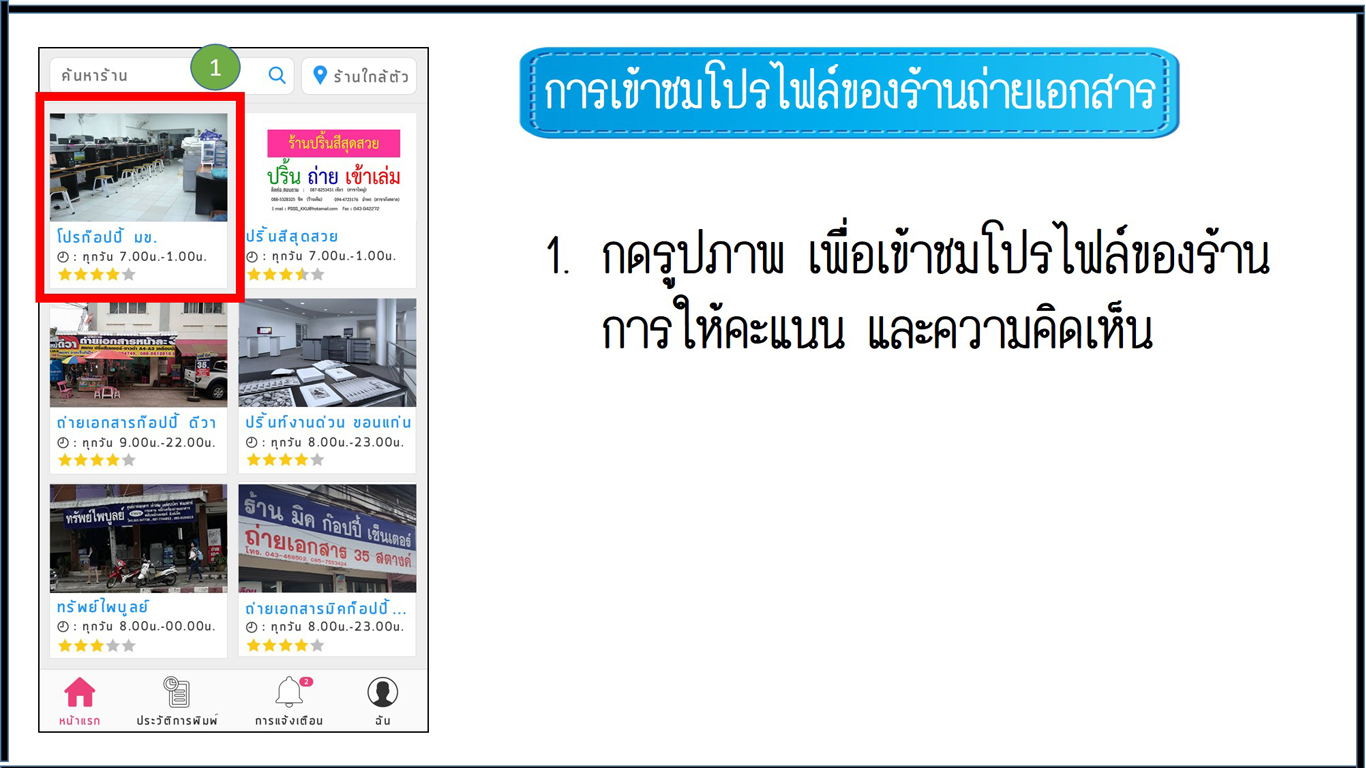 การเข้าชมโปรไฟล์ของร้านถ่ายเอกสาร
1. กดรูปภาพ เพื่อเข้าชมโปรไฟล์ของร้าน
การให้คะแนน และความคิดเห็น
ค้นหาร้าน
1
ร้านใกล้ตัว
โปรก๊อปปี้ มข.
: ทุกวัน 7.00น.-1.00น.
ร้านปริ้นสีสุดสวย
ปริ้น ถ่าย เข้าเล่ม
ปริ้นสีสุดสวย
: ทุกวัน 7.00น.-1.00น.
ถ่ายเอกสารก๊อปปี้ ดีวา
: ทุกวัน 9.00น.-22.00น.
ปริ้นท์งานด่วน ขอนแก่น
: ทุกวัน 8.00น.-23.00น.
ทรัพย์ไพบูลย์
ทรัพย์ไพบูลย์
: ทุกวัน 8.00น.-00.00น.
ร้าน มิค ก๊อปปี้ เซ็นเตอร์
ถ่ายเอกสาร 35 สตางค์
ถ่ายเอกสารมิคก๊อปปี้...
: ทุกวัน 8.00น.-23.00น.
หน้าแรก
ประวัติการพิมพ์
2
การแจ้งเตือน
ฉัน